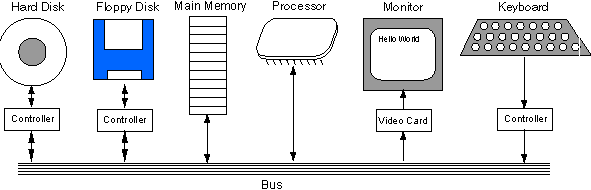 Hard Disk
Floppy Disk
Main Memory
Processor
Monitor
Keyboard
Hello World
Controller
Controller
Video Card
Controller
Bus